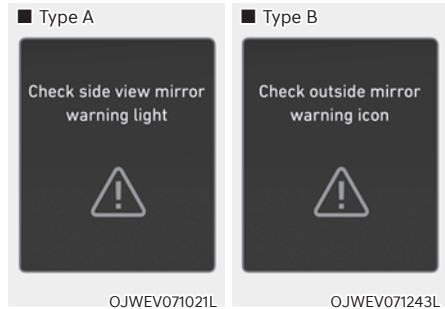 ■ Type A
Check side view mirror
warning light
OJWEV071021L
■ Type B
Check outside mirror
warning icon
OJWEV071243L